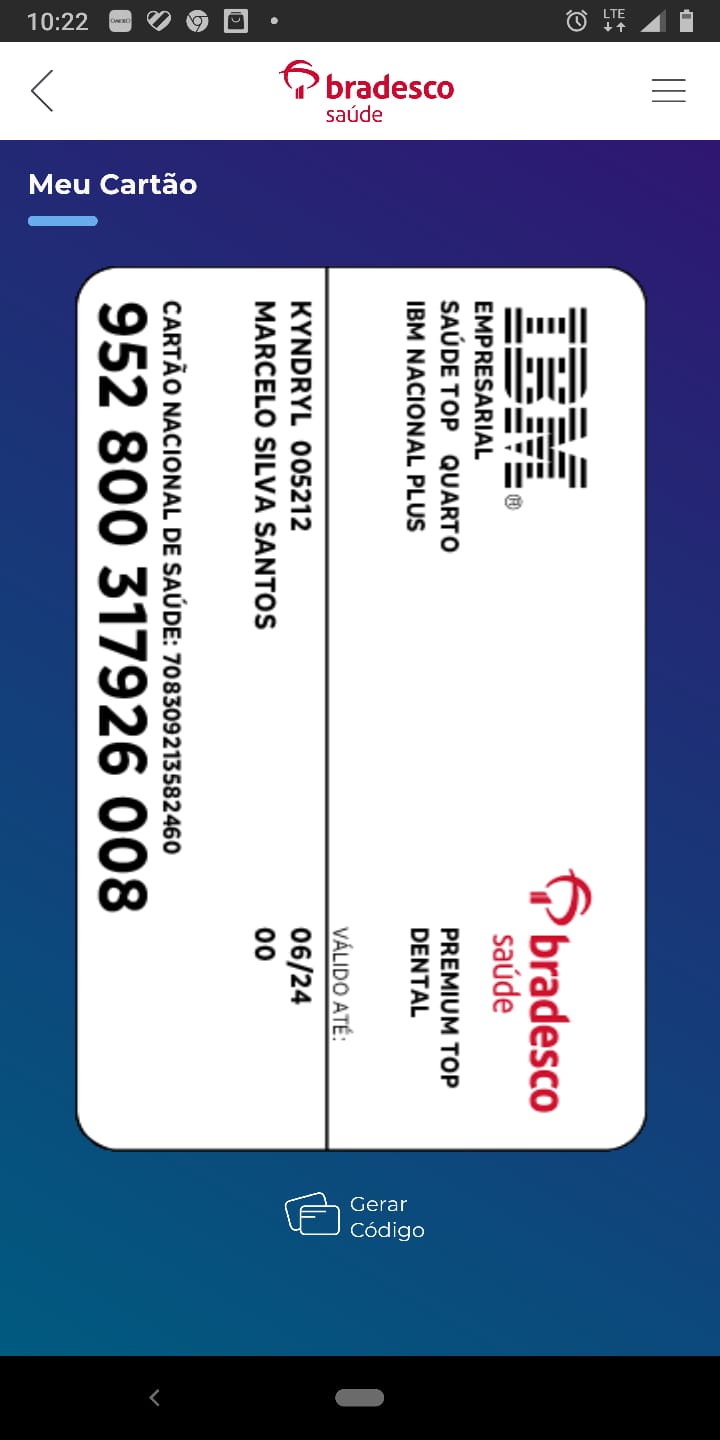 10:22
LTE
bradesco
saúde
Meu Cartão
IBM®
EMPRESARIAL
SAÚDE TOP QUARTO
IBM NACIONAL PLUS
bradesco
saúde
PREMIUM TOP
DENTAL
VÁLIDO ATÉ:
KYNDRYL 005212
06/24
MARCELO SILVA SANTOS
00
CARTÃO NACIONAL DE SAÚDE: 708309213582460
952 800 317926 008
Gerar
Código